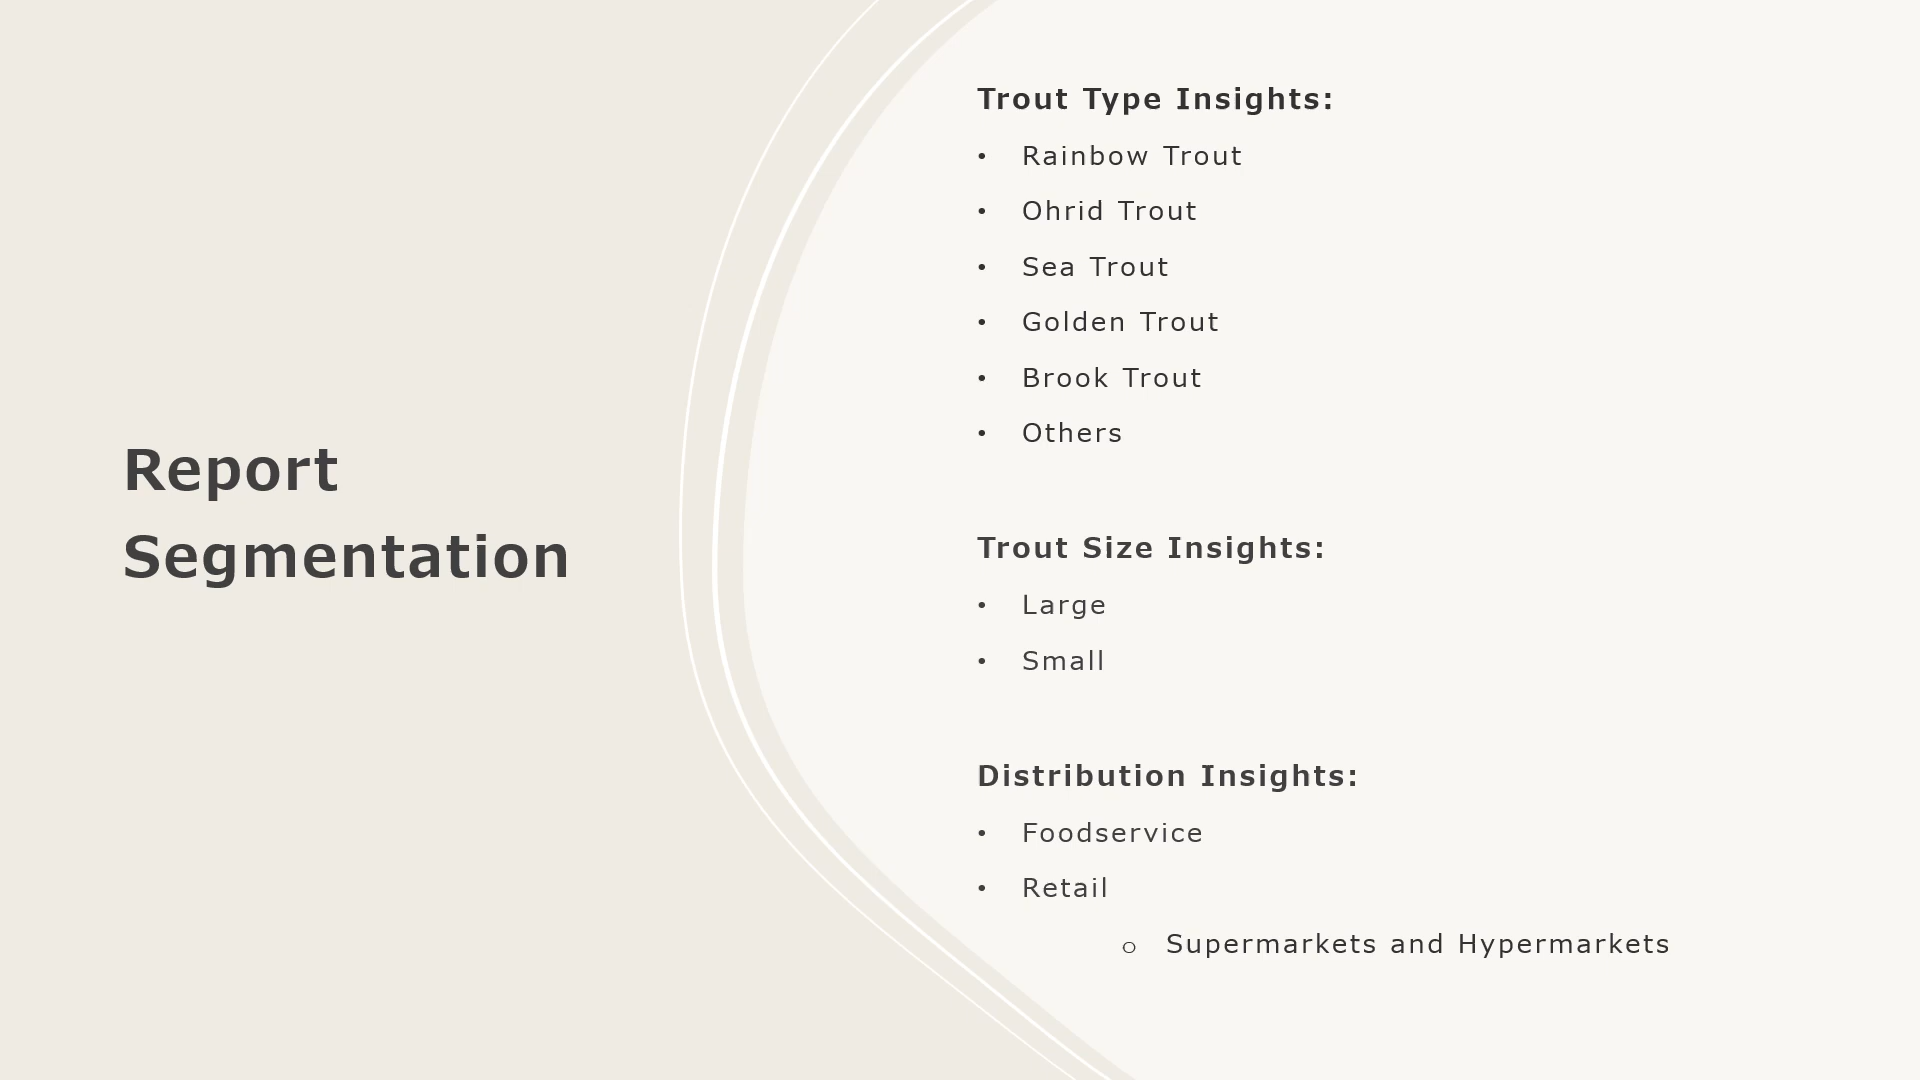 Report
Segmentation
Trout Type Insights:
• Rainbow Trout
• Ohrid Trout
• Sea Trout
• Golden Trout
• Brook Trout
• Others
Trout Size Insights:
• Large
• Small
Distribution Insights:
• Foodservice
• Retail
o Supermarkets and Hypermarkets